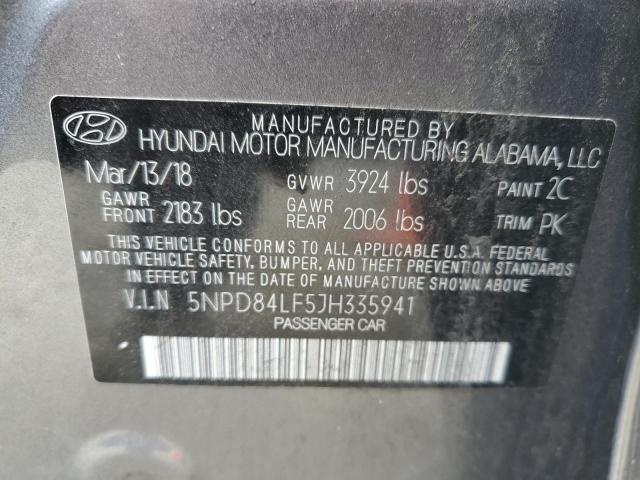 MANUFACTURED BY
HYUNDAI MOTOR MANUFACTURING ALABAMA, LLC
Mar/13/18 GVWR 3924 lbs PAINT 2C
GAWR FRONT 2183 lbs GAWR REAR 2006 lbs TRIM PK
THIS VEHICLE CONFORMS TO ALL APPLICABLE U.S.A. FEDERAL
MOTOR VEHICLE SAFETY, BUMPER, AND THEFT PREVENTION STANDARDS
IN EFFECT ON THE DATE OF MANUFACTURE SHOWN ABOVE.
V.I.N 5NPD84LF5JH335941
PASSENGER CAR